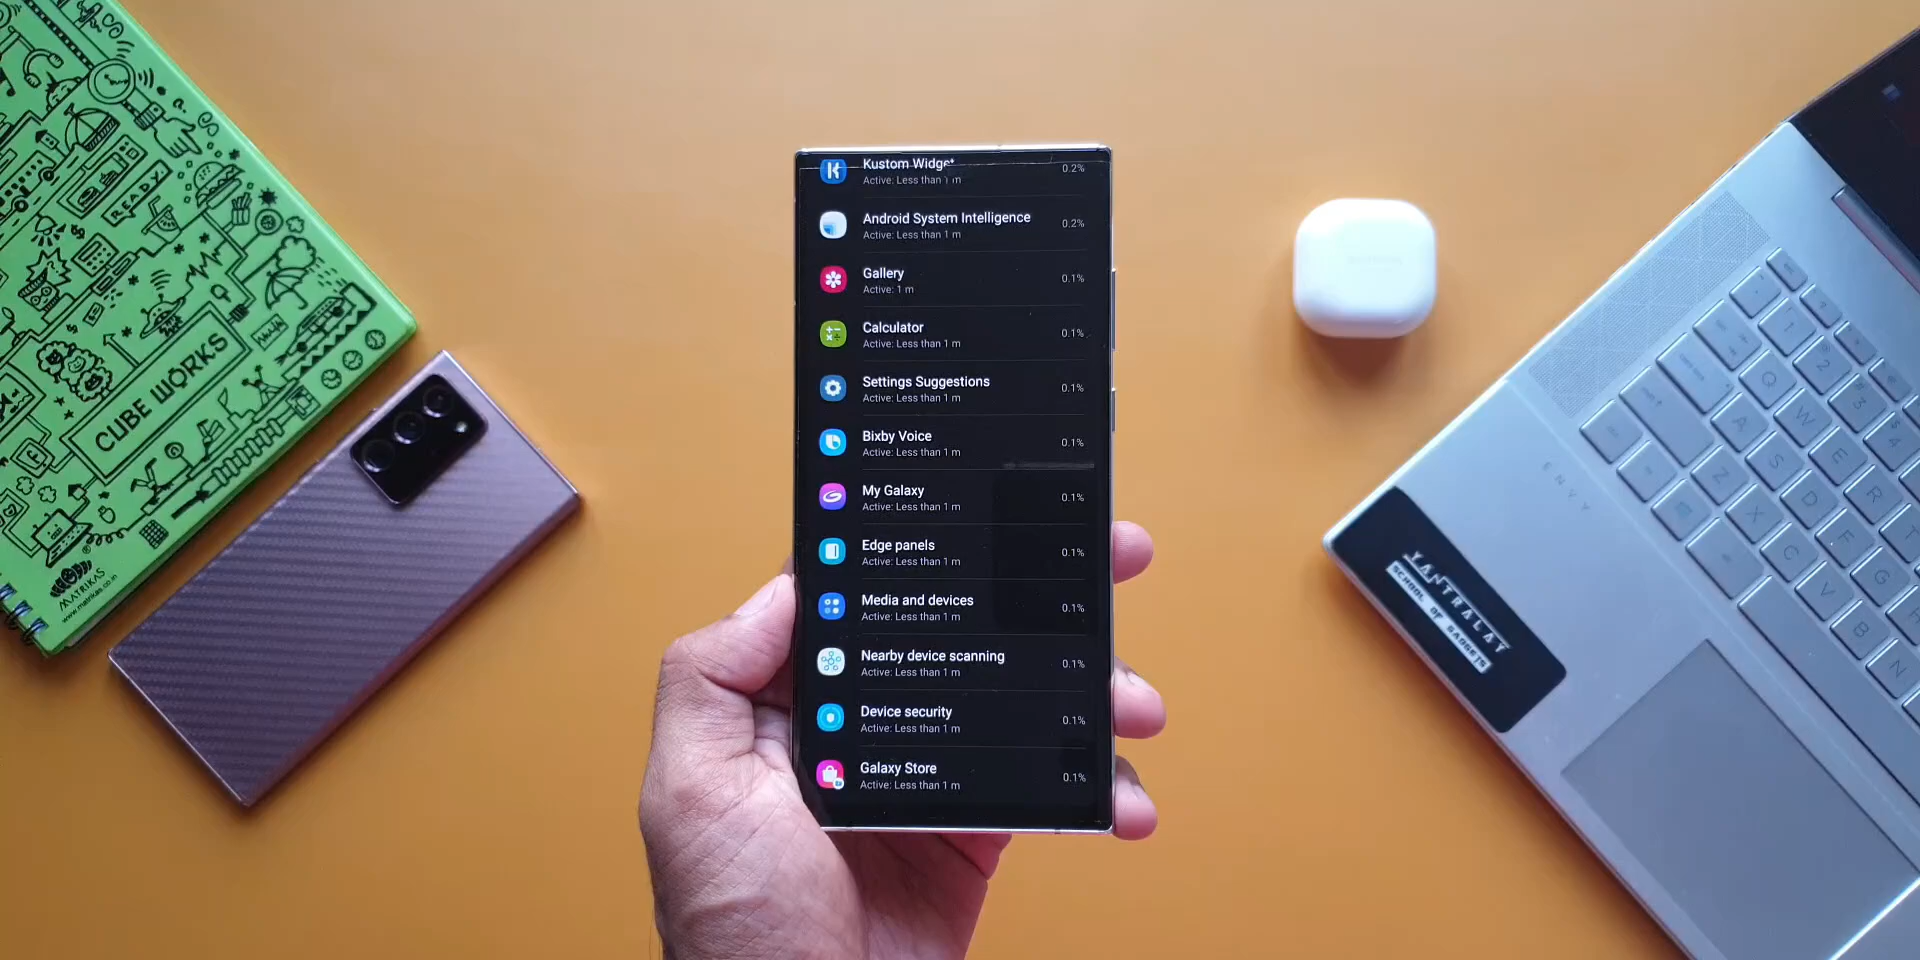 READY!
CUBE WORKS
MATRIKAS
www.matrikas.co.in
Kustom Widget
Active: Less than 1 m
0.2%
Android System Intelligence
Active: Less than 1 m
0.2%
Gallery
Active: 1 m
0.1%
Calculator
Active: Less than 1 m
0.1%
Settings Suggestions
Active: Less than 1 m
0.1%
Bixby Voice
Active: Less than 1 m
0.1%
My Galaxy
Active: Less than 1 m
0.1%
Edge panels
Active: Less than 1 m
0.1%
Media and devices
Active: Less than 1 m
0.1%
Nearby device scanning
Active: Less than 1 m
0.1%
Device security
Active: Less than 1 m
0.1%
Galaxy Store
Active: Less than 1 m
0.1%
ENVY
YANTRALAY
SCHOOL OF GADGETS
Q W E R
A S D F G
Z X C V B N